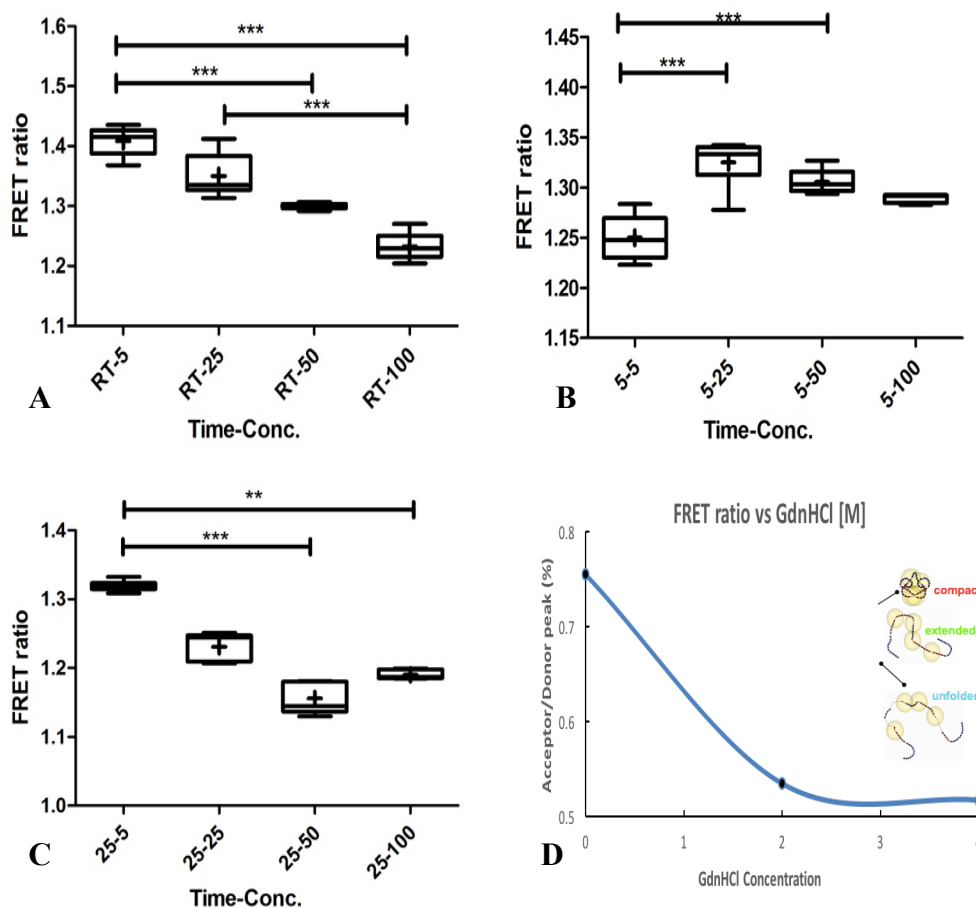 ***
***
***
FRET ratio
1.6
1.5
1.4
1.3
1.2
1.1
RT-5
RT-25
RT-50
RT-100
Time-Conc.
A
***
***
FRET ratio
1.45
1.40
1.35
1.30
1.25
1.20
1.15
5-5
5-25
5-50
5-100
Time-Conc.
B
**
***
FRET ratio
1.4
1.3
1.2
1.1
1.0
25-5
25-25
25-50
25-100
Time-Conc.
C
FRET ratio vs GdnHCl [M]
Acceptor/Donor peak (%)
0.8
0.7
0.6
0.5
compac
extended
unfolded
0
1
2
3
D
GdnHCl Concentration